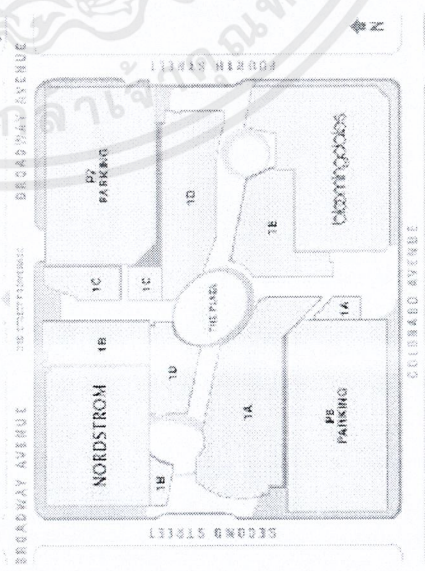 BROADWAY AVENUE
BROADWAY AVENUE
N
FOURTH STREET
P7
PARKING
1C
1C
1D
1B
NORDSTROM
1B
1D
THE PLAZA
1E
bloomingdales
1A
1A
P8
PARKING
SECOND STREET
COLORADO AVENUE